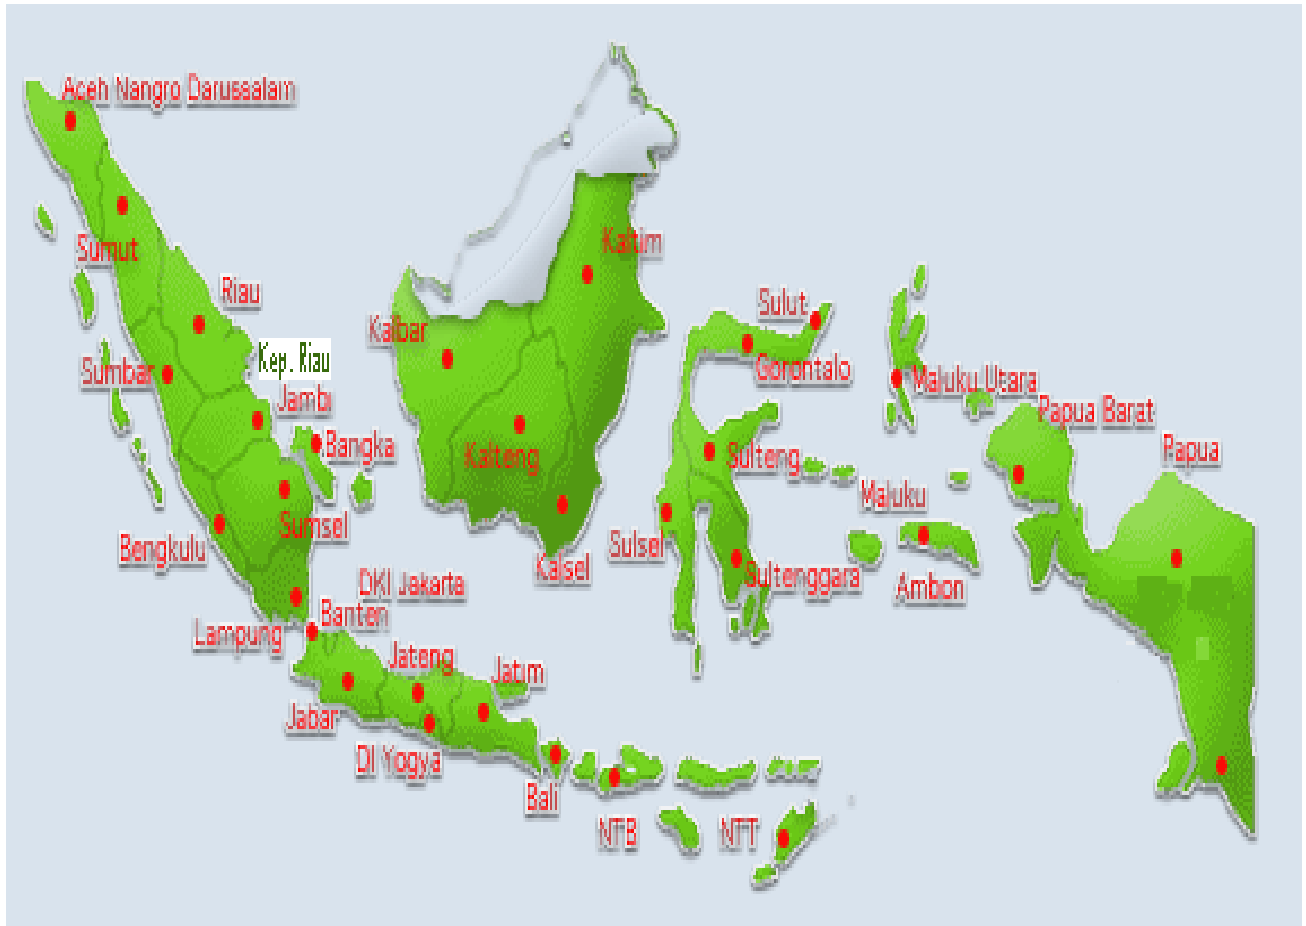 Aceh Nangro Darussalam
Sumut
Riau
Kep. Riau
Sumbar
Jambi
Bangka
Sumsel
Bengkulu
Lampung
DKI Jakarta
Banten
Jateng
Jatim
Jabar
DI Yogya
Bali
NTB
NTT
Kaltim
Kalbar
Kalteng
Kalsel
Sulut
Gorontalo
Sulteng
Sulsel
Sultenggara
Maluku Utara
Maluku
Ambon
Papua Barat
Papua